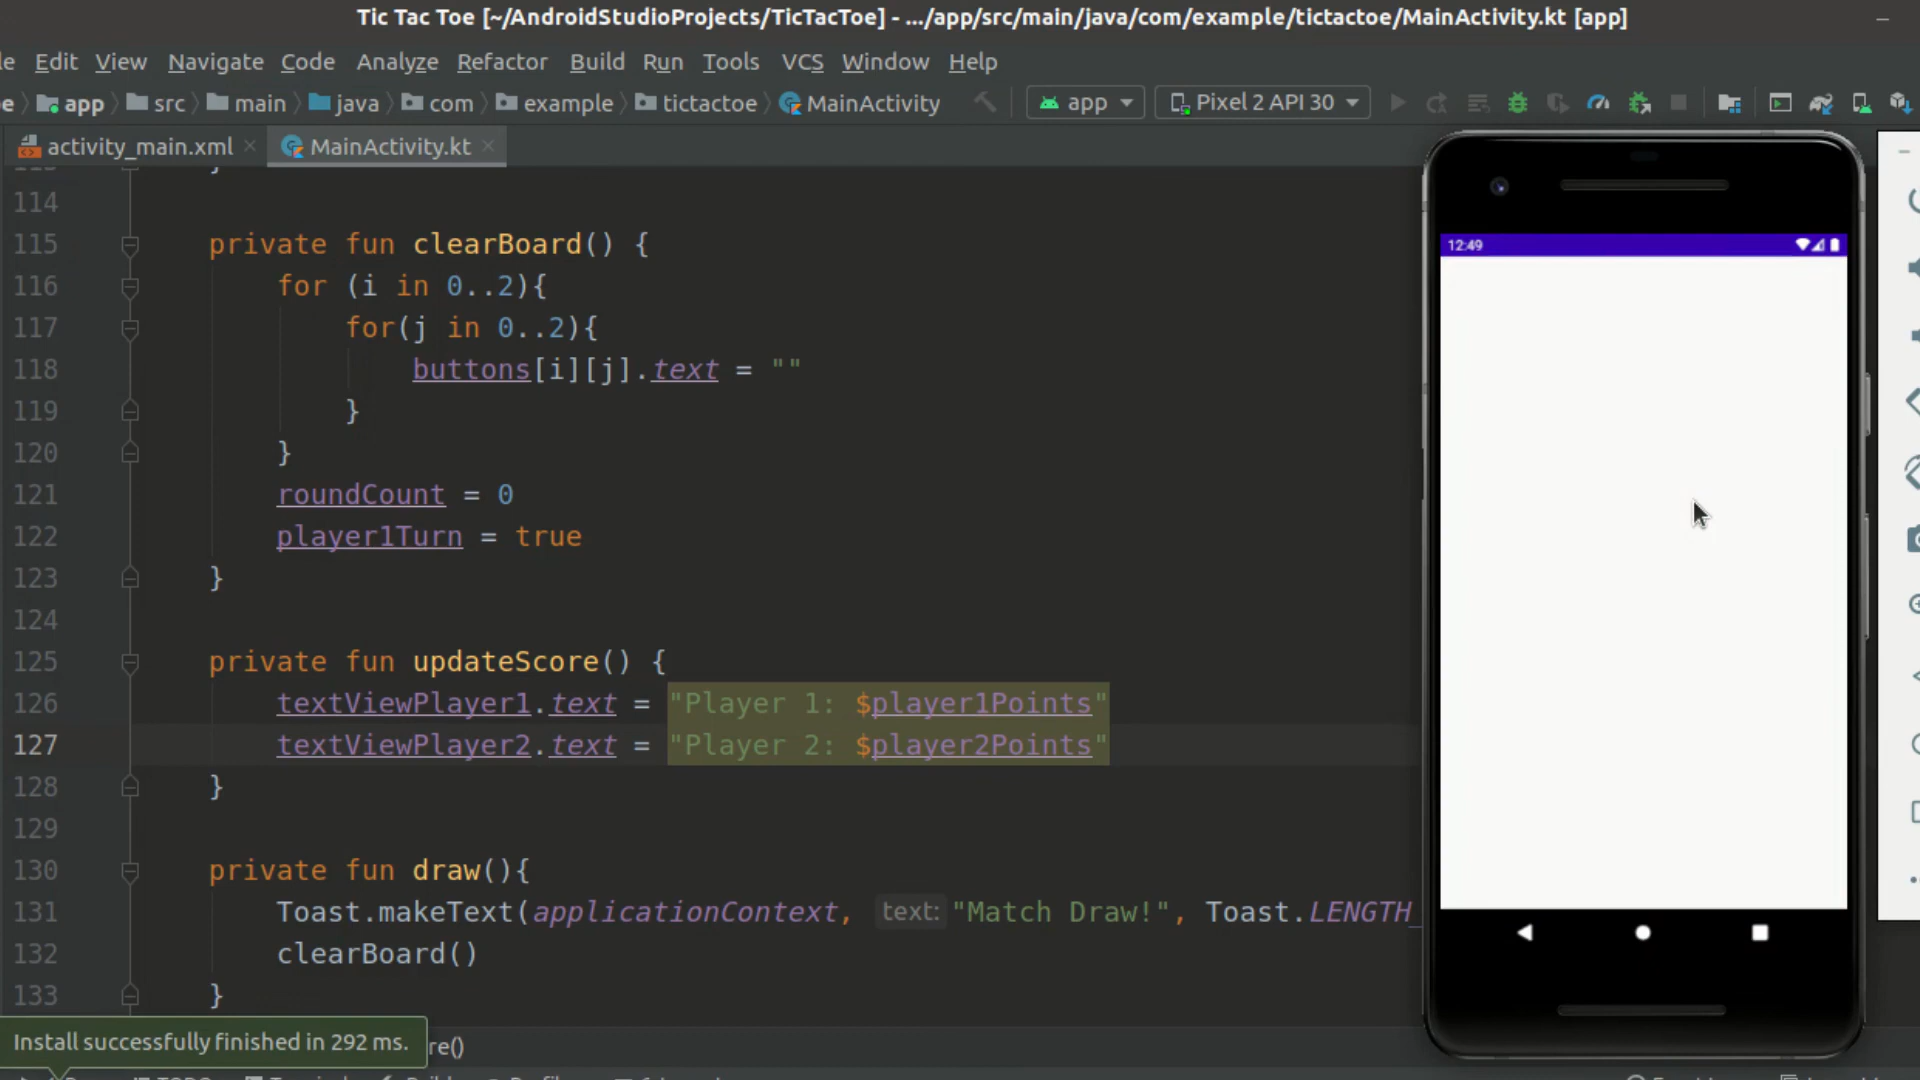 Tic Tac Toe [~/AndroidStudioProjects/TicTacToe] - .../app/src/main/java/com/example/tictactoe/MainActivity.kt [app]
Edit View Navigate Code Analyze Refactor Build Run Tools VCS Window Help
app src main java com example tictactoe MainActivity app Pixel 2 API 30
activity_main.xml MainActivity.kt
12:49
114
115 private fun clearBoard() {
116 for (i in 0..2){
117 for(j in 0..2){
118 buttons[i][j].text = ""
119 }
120 }
121 roundCount = 0
122 player1Turn = true
123 }
124
125 private fun updateScore() {
126 textViewPlayer1.text = "Player 1: $player1Points"
127 textViewPlayer2.text = "Player 2: $player2Points"
128 }
129
130 private fun draw(){
131 Toast.makeText(applicationContext, text: "Match Draw!", Toast.LENGTH_
132 clearBoard()
133 }
Install successfully finished in 292 ms. re()